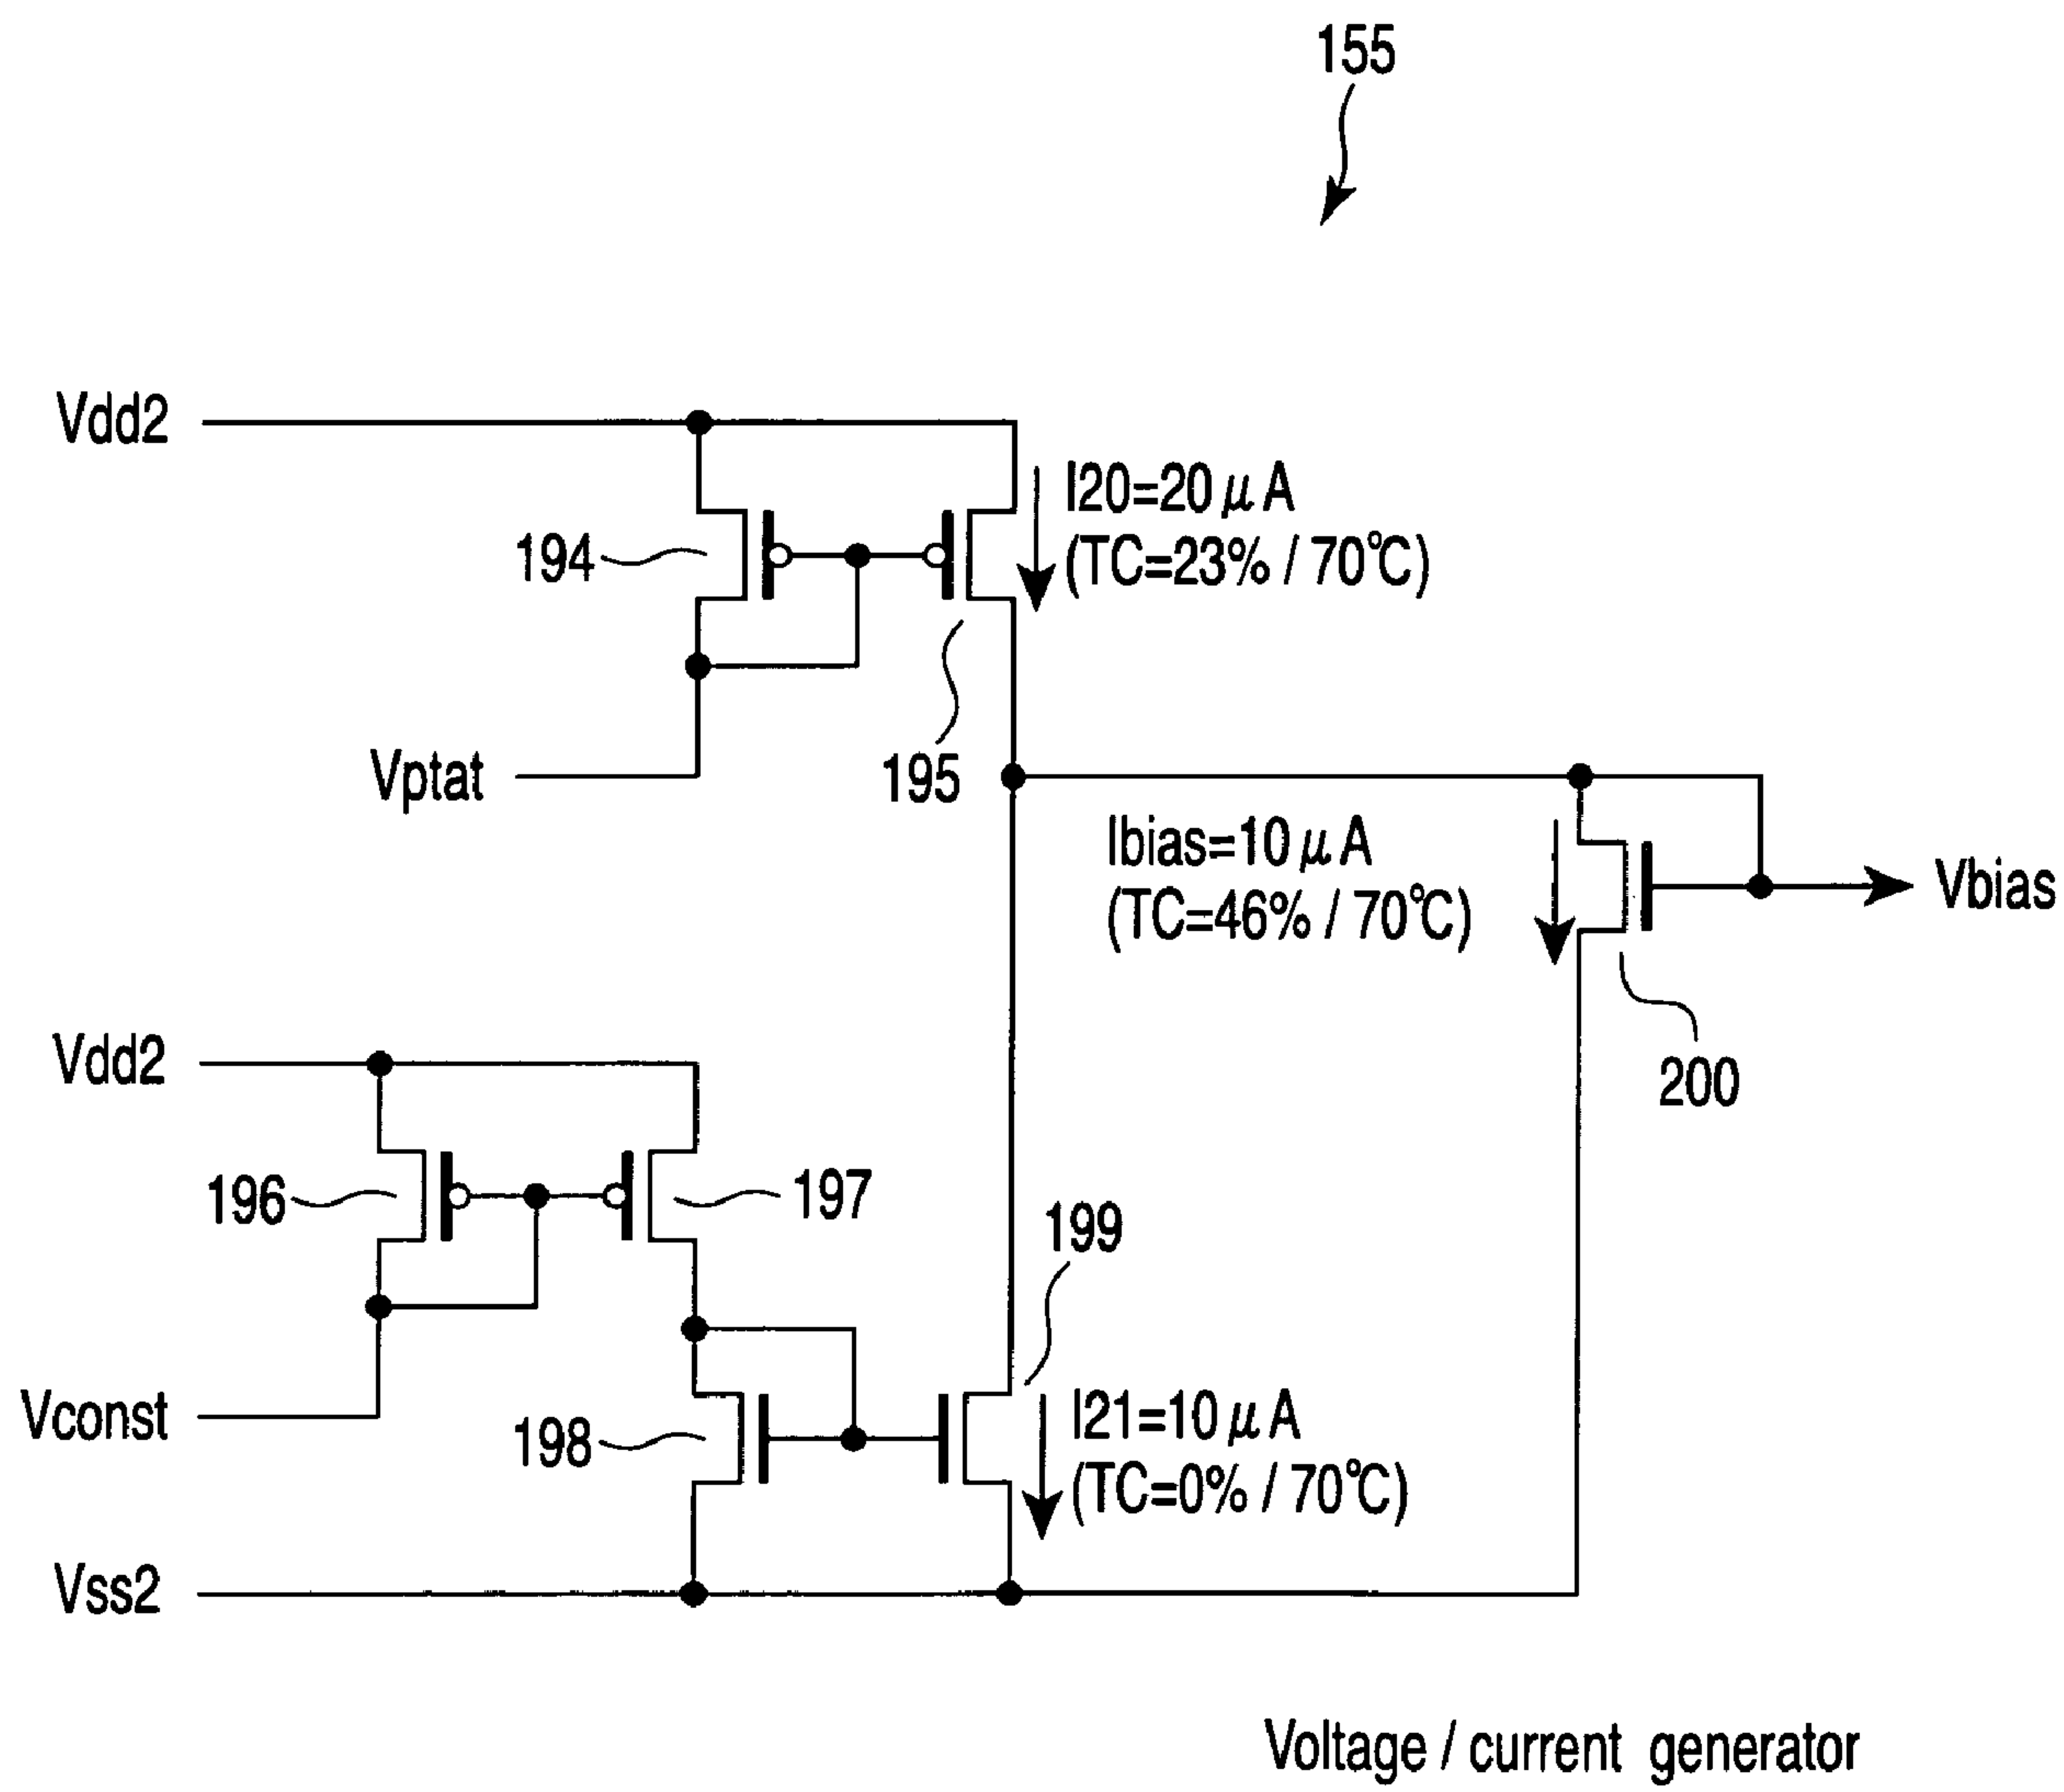 155
Vdd2
I20=20μA
(TC=23% / 70℃)
194
195
Vptat
Ibias=10μA
(TC=46% / 70℃)
Vbias
200
Vdd2
196
197
199
Vconst
198
I21=10μA
(TC=0% / 70℃)
Vss2
Voltage / current generator